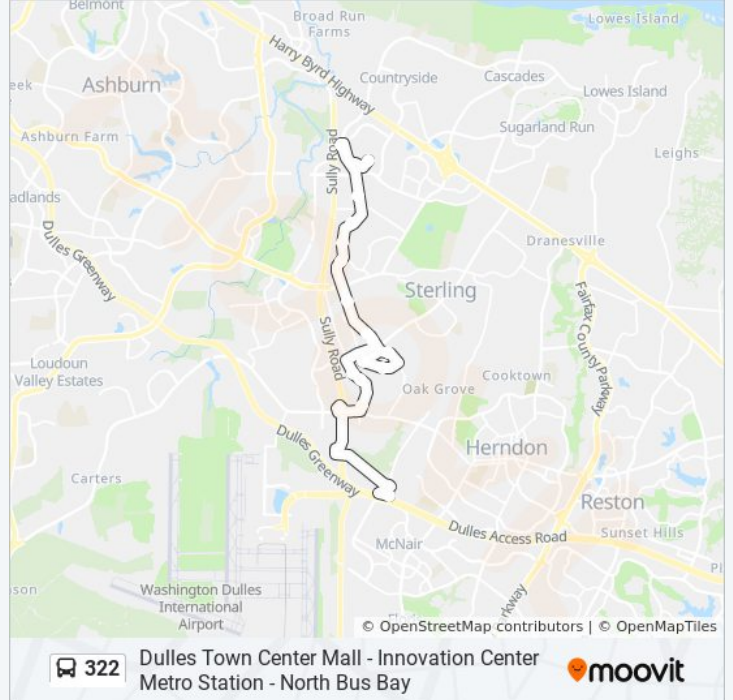 Belmont
Broad Run
Farms
Lowes Island
Harry Byrd Highway
Countryside
Cascades
Ashburn
eek
Lowes Island
Sugarland Run
Ashburn Farm
Sully Road
Leighs
adlands
Dulles Greenway
Dranesville
Sterling
Fairfax County Parkway
Sully Road
Loudoun
Valley Estates
Oak Grove
Cooktown
Dulles Greenway
Herndon
Carters
Reston
Dulles Access Road
Sunset Hills
McNair
Pl
son
Washington Dulles
International
Airport
rkway
© OpenStreetMap contributors | © OpenMapTiles
322
Dulles Town Center Mall - Innovation Center
Metro Station - North Bus Bay
moovit